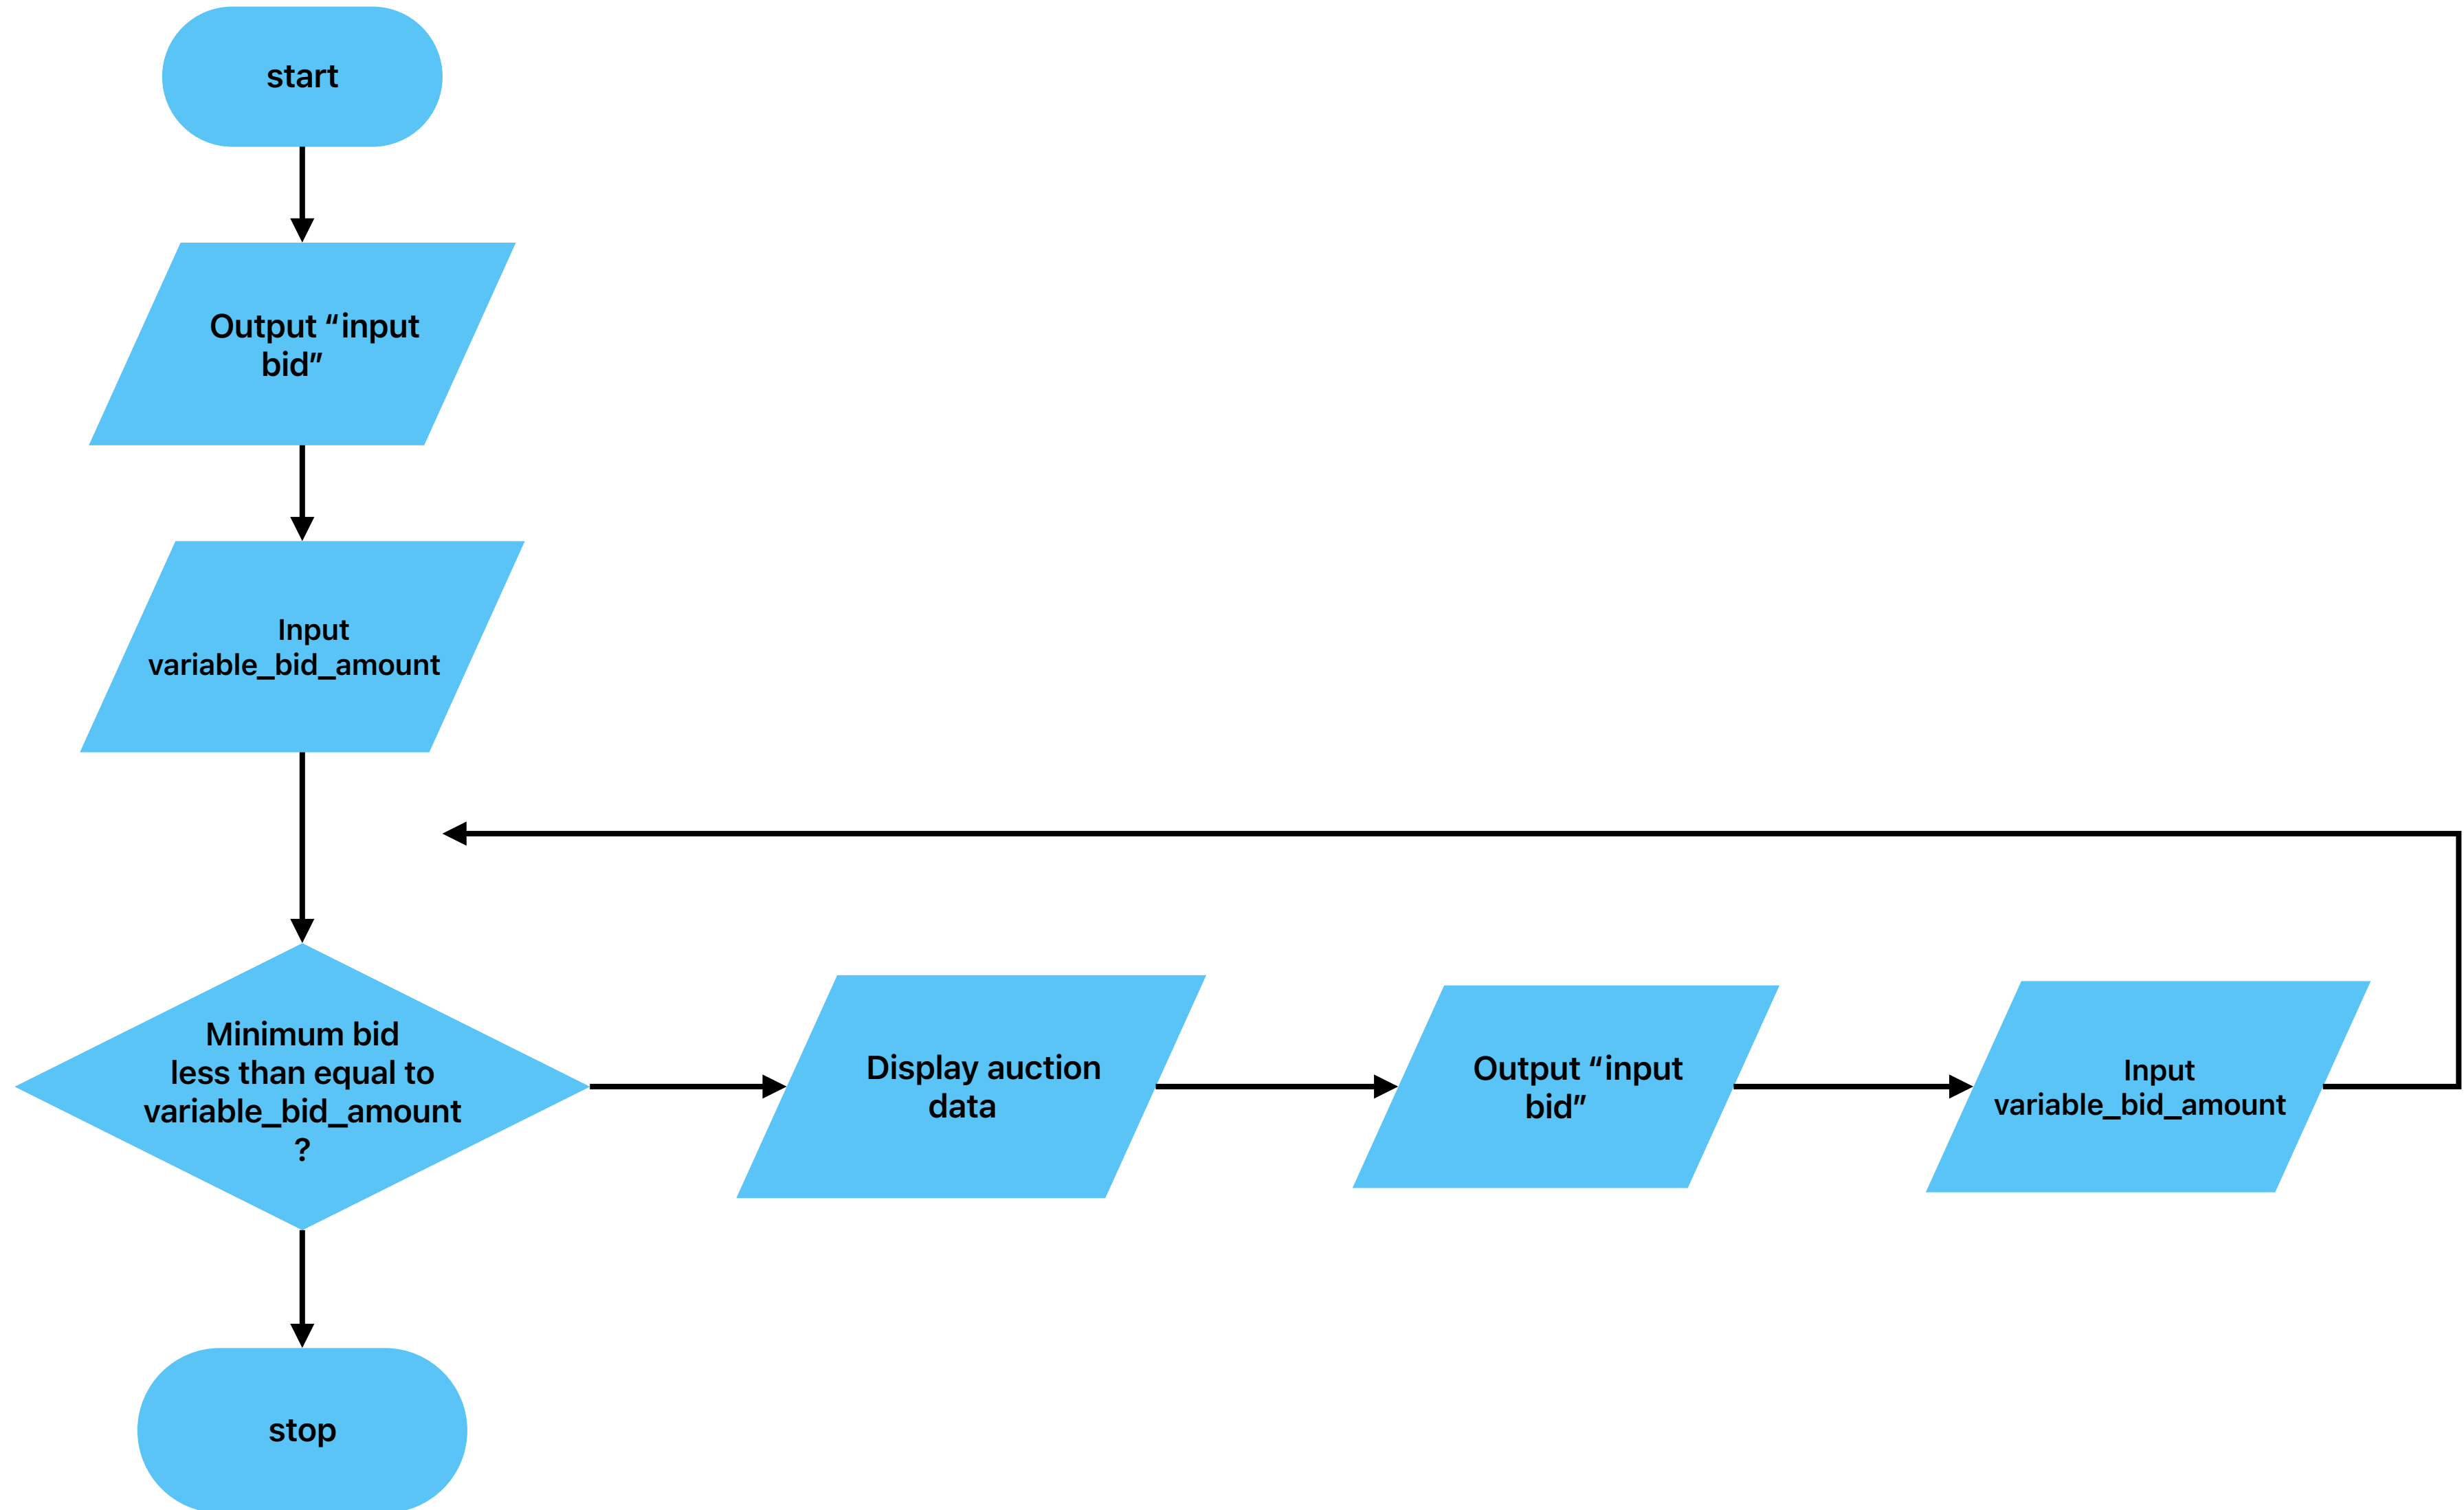 start
Output “input
bid”
Input
variable_bid_amount
Minimum bid
less than equal to
variable_bid_amount
?
Display auction
data
Output “input
bid”
Input
variable_bid_amount
stop